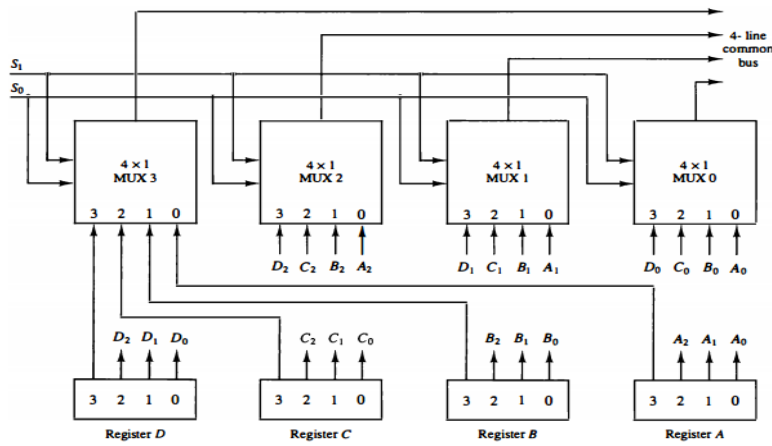 4- line
common
bus
S₁
S₀
4 × 1
MUX 3
4 × 1
MUX 2
4 × 1
MUX 1
4 × 1
MUX 0
3 2 1 0
3 2 1 0
3 2 1 0
3 2 1 0
D₂ C₂ B₂ A₂
D₁ C₁ B₁ A₁
D₀ C₀ B₀ A₀
D₂ D₁ D₀
C₂ C₁ C₀
B₂ B₁ B₀
A₂ A₁ A₀
3 2 1 0
3 2 1 0
3 2 1 0
3 2 1 0
Register D
Register C
Register B
Register A